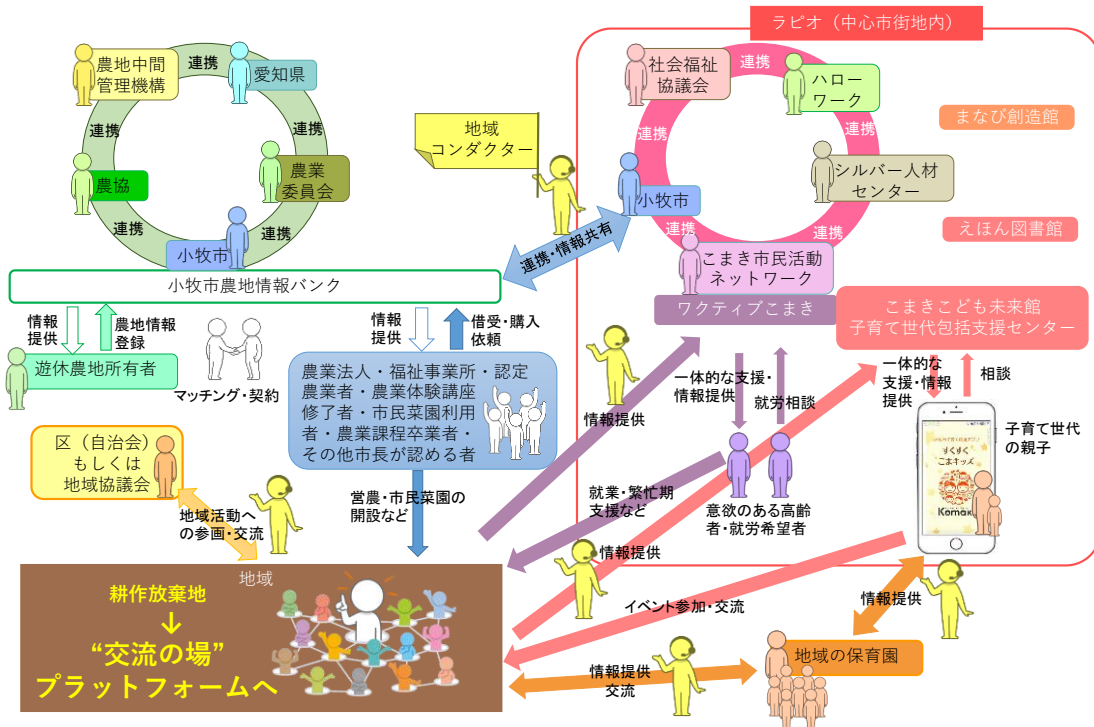 ラピオ（中心市街地内）
連携
農地中間
管理機構
愛知県
連携
連携
農協
農業
委員会
連携
連携
小牧市
小牧市農地情報バンク
地域
コンダクター
連携・情報共有
連携
社会福祉
協議会
ハロー
ワーク
連携
連携
シルバー人材
センター
小牧市
連携
連携
こまき市民活動
ネットワーク
ワクティブこまき
まなび創造館
えほん図書館
こまきこども未来館
子育て世代包括支援センター
情報
提供
農地情報
登録
遊休農地所有者
マッチング・契約
情報
提供
借受・購入
依頼
農業法人・福祉事業所・認定
農業者・農業体験講座
修了者・市民菜園利用
者・農業課程卒業者・
その他市長が認める者
情報提供
一体的な支援・
情報提供
就労相談
一体的な
支援・情報
提供
相談
子育て世代
の親子
すくすく
こまキッズ
区（自治会）
もしくは
地域協議会
地域活動へ
の参画・交流
営農・市民菜園の
開設など
就業・繁忙期
支援など
意欲のある高齢
者・就労希望者
情報提供
イベント参加・交流
情報提供
地域の保育園
情報提供
交流
地域
耕作放棄地
↓
“交流の場”
プラットフォームへ